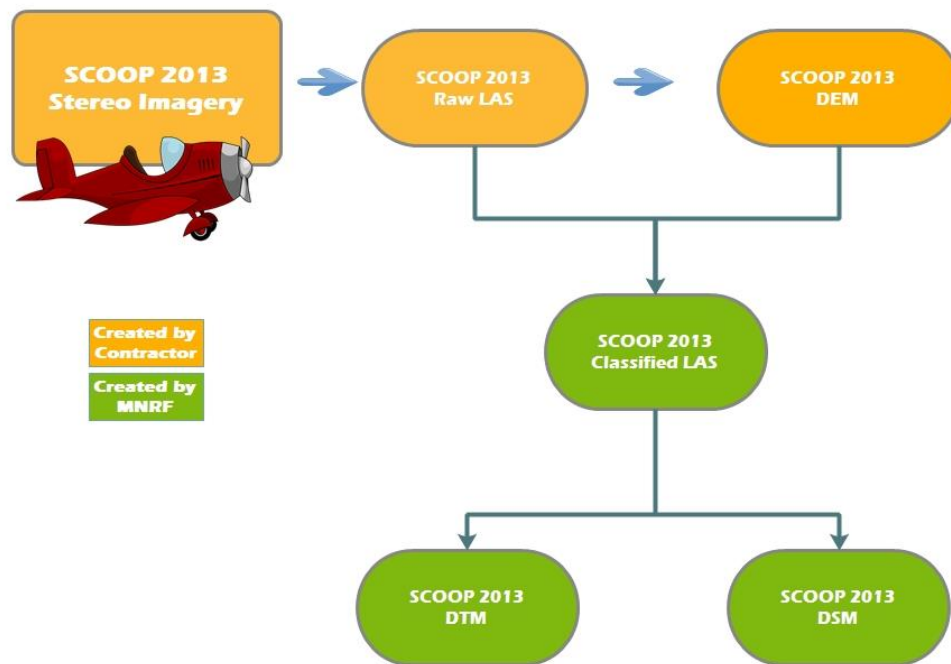 SCOOP 2013
Stereo Imagery
SCOOP 2013
Raw LAS
SCOOP 2013
DEM
SCOOP 2013
Classified LAS
Created by
Contractor
Created by
MNRF
SCOOP 2013
DTM
SCOOP 2013
DSM